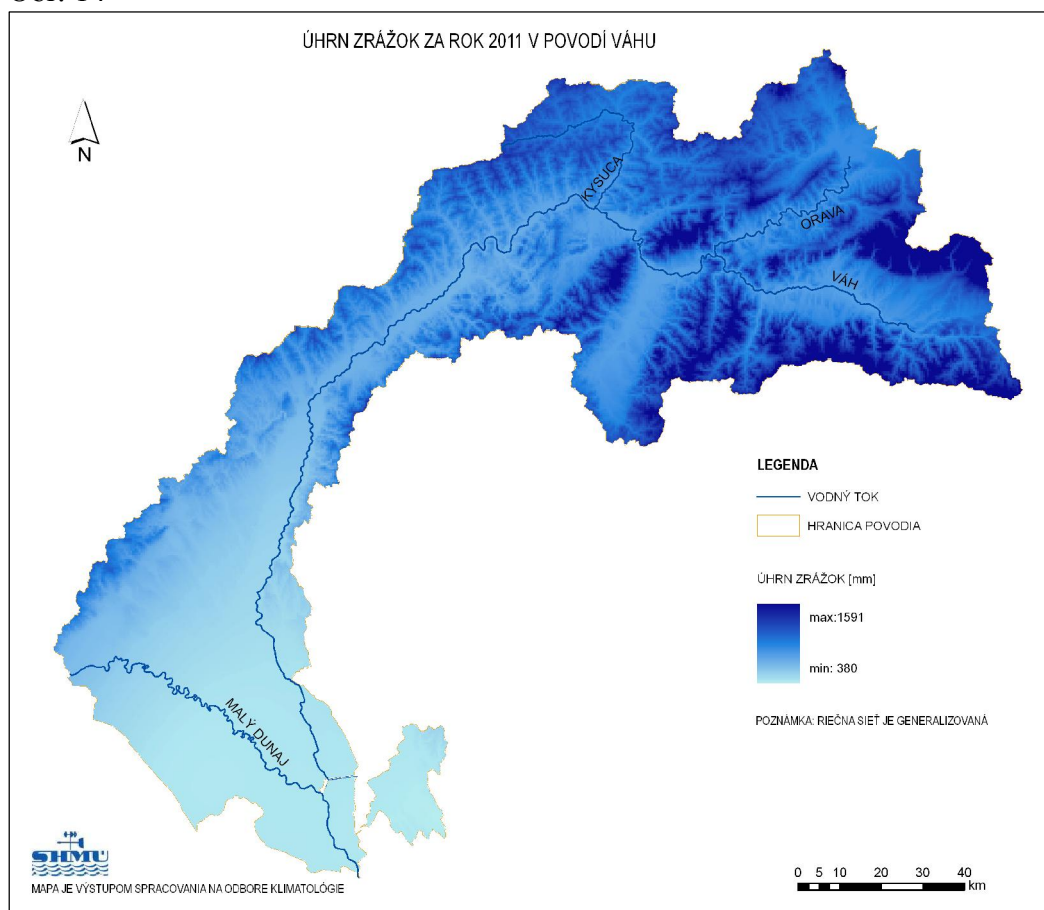 ÚHRN ZRÁŽOK ZA ROK 2011 V POVODÍ VÁHU
N
KYSUCA
ORAVA
VÁH
LEGENDA
VODNÝ TOK
HRANICA POVODIA
ÚHRN ZRÁŽOK [mm]
max:1591
min: 380
POZNÁMKA: RIEČNA SIEŤ JE GENERALIZOVANÁ
MALÝ DUNAJ
SHMÚ
MAPA JE VÝSTUPOM SPRACOVANIA NA ODBORE KLIMATOLÓGIE
0 5 10 20 30 40
km